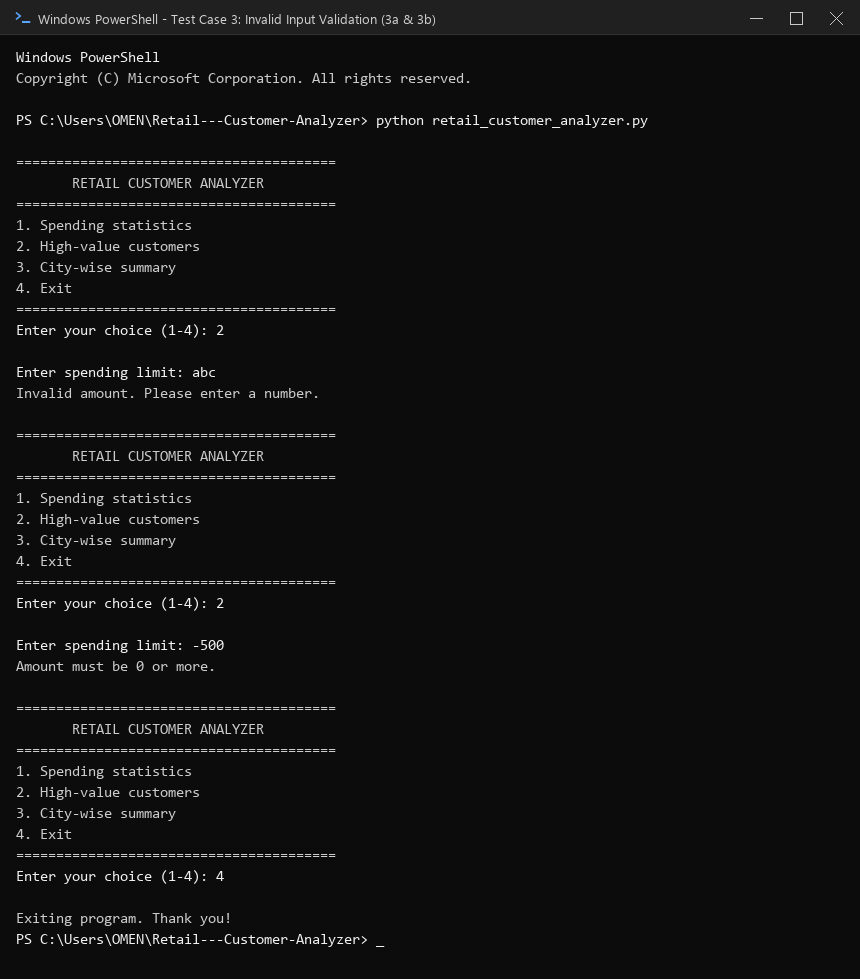 Windows PowerShell - Test Case 3: Invalid Input Validation (3a & 3b)
Windows PowerShell
Copyright (C) Microsoft Corporation. All rights reserved.
PS C:\Users\OMEN\Retail---Customer-Analyzer> python retail_customer_analyzer.py
========================================
RETAIL CUSTOMER ANALYZER
========================================
1. Spending statistics
2. High-value customers
3. City-wise summary
4. Exit
========================================
Enter your choice (1-4): 2
Enter spending limit: abc
Invalid amount. Please enter a number.
========================================
RETAIL CUSTOMER ANALYZER
========================================
1. Spending statistics
2. High-value customers
3. City-wise summary
4. Exit
========================================
Enter your choice (1-4): 2
Enter spending limit: -500
Amount must be 0 or more.
========================================
RETAIL CUSTOMER ANALYZER
========================================
1. Spending statistics
2. High-value customers
3. City-wise summary
4. Exit
========================================
Enter your choice (1-4): 4
Exiting program. Thank you!
PS C:\Users\OMEN\Retail---Customer-Analyzer> _